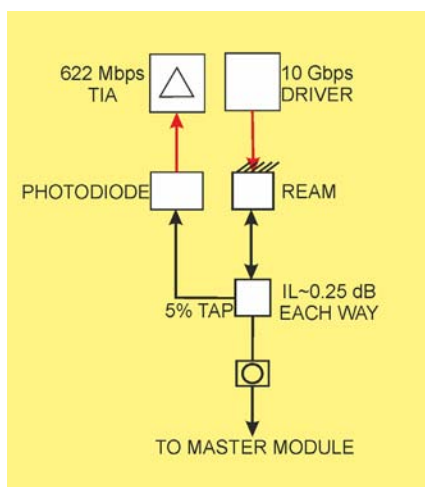 622 Mbps
TIA
10 Gbps
DRIVER
PHOTODIODE
REAM
5% TAP
IL~0.25 dB
EACH WAY
TO MASTER MODULE